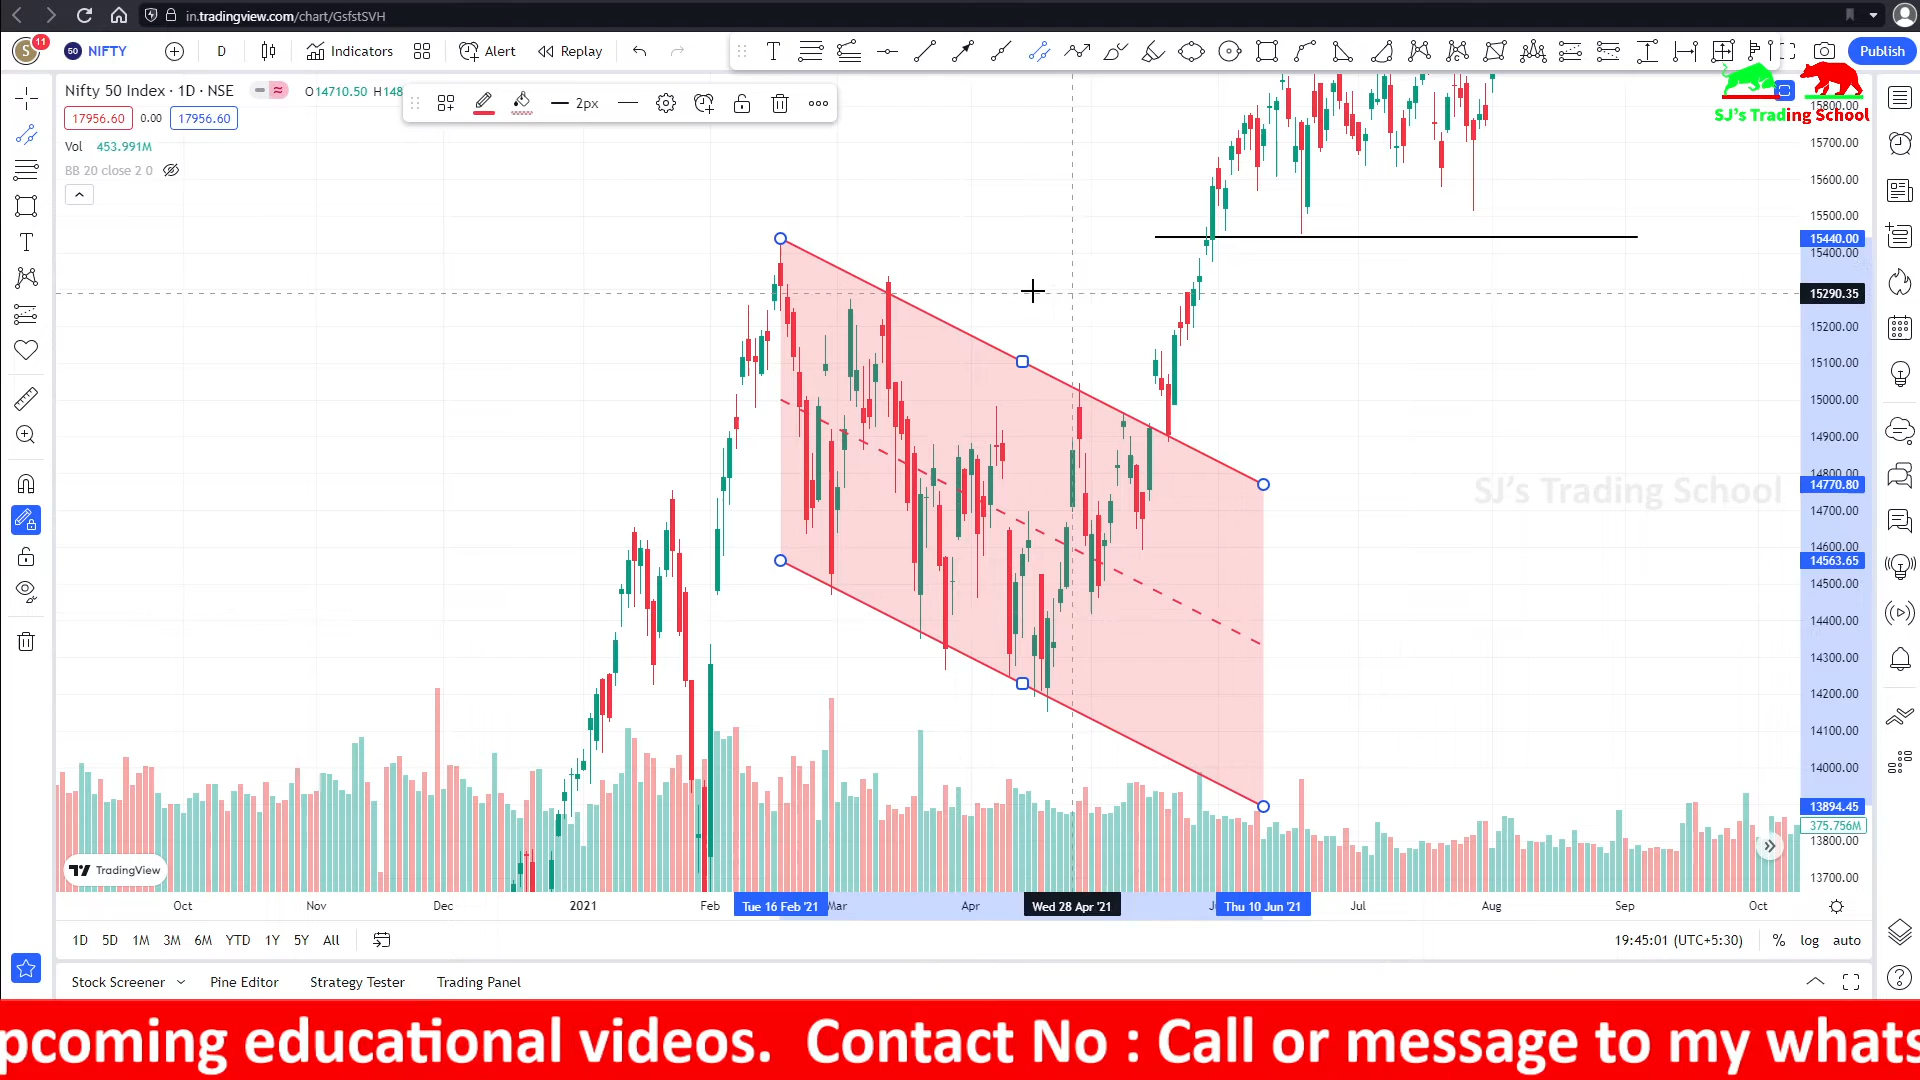 in.tradingview.com/chart/GsfstSVH
S 11
50 NIFTY
D
Indicators
Alert
Replay
Publish
Nifty 50 Index · 1D · NSE
O14710.50 H148
2px
17956.60
0.00
17956.60
Vol 453.991M
BB 20 close 2 0
SJ's Trading School
SJ's Trading School
15800.00
15700.00
15600.00
15500.00
15440.00
15400.00
15290.35
15200.00
15100.00
15000.00
14900.00
14800.00
14770.80
14700.00
14600.00
14563.65
14500.00
14400.00
14300.00
14200.00
14100.00
14000.00
13894.45
375.756M
13800.00
13700.00
TradingView
Oct
Nov
Dec
2021
Feb
Tue 16 Feb '21
Mar
Apr
Wed 28 Apr '21
Thu 10 Jun '21
Jul
Aug
Sep
Oct
1D 5D 1M 3M 6M YTD 1Y 5Y All
19:45:01 (UTC+5:30)
% log auto
Stock Screener
Pine Editor
Strategy Tester
Trading Panel
pcoming educational videos. Contact No : Call or message to my whats